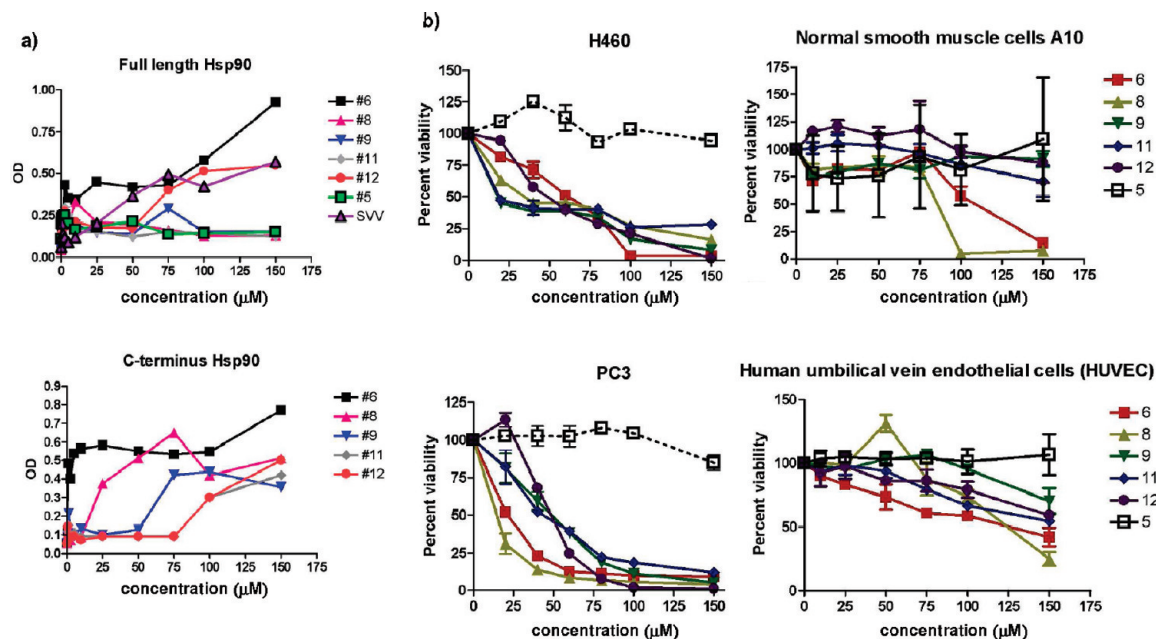 a)
Full length Hsp90
1.00
0.75
0.50
0.25
0.00
OD
0 25 50 75 100 125 150 175
concentration (µM)
#6
#8
#9
#11
#12
#5
SVV
C-terminus Hsp90
0.9
0.8
0.7
0.6
0.5
0.4
0.3
0.2
0.1
0.0
OD
0 25 50 75 100 125 150 175
concentration (µM)
#6
#8
#9
#11
#12
b)
H460
150
125
100
75
50
25
0
Percent viability
0 25 50 75 100 125 150
concentration (µM)
Normal smooth muscle cells A10
175
150
125
100
75
50
25
0
Percent viability
0 25 50 75 100 125 150 175
concentration (µM)
6
8
9
11
12
5
PC3
125
100
75
50
25
0
Percent viability
0 25 50 75 100 125 150
concentration (µM)
Human umbilical vein endothelial cells (HUVEC)
150
100
50
0
Percent viability
0 25 50 75 100 125 150 175
concentration (µM)
6
8
9
11
12
5